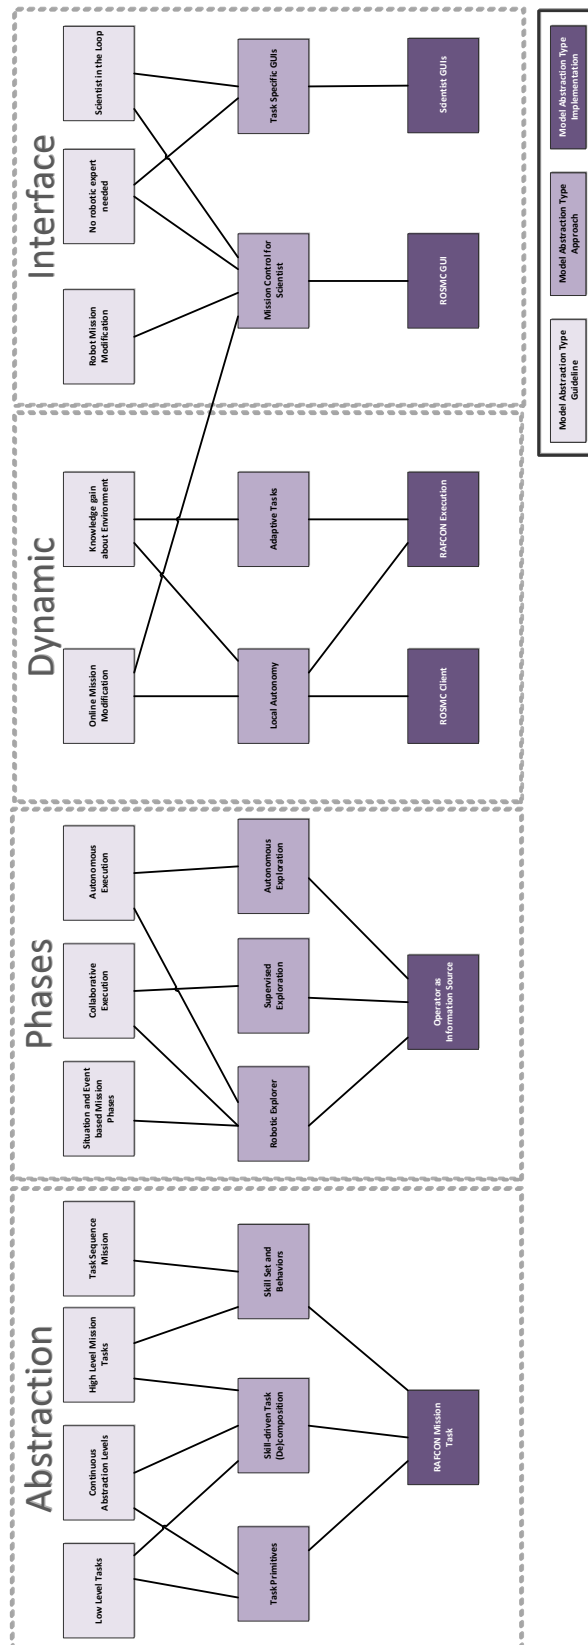 Abstraction
Low Level Tasks
Continuous
Abstraction Levels
High Level Mission
Tasks
Task Sequence
Mission
Task Primitives
Skill-driven Task
(De)composition
Skill Set and
Behaviors
RAFCON Mission
Task
Phases
Situation and Event
based Mission
Phases
Collaborative
Execution
Autonomous
Execution
Robotic Explorer
Supervised
Exploration
Autonomous
Exploration
Operator as
Information Source
Dynamic
Online Mission
Modification
Knowledge gain
about Environment
Local Autonomy
Adaptive Tasks
ROSMC Client
RAFCON Execution
Interface
Robot Mission
Modification
No robotic expert
needed
Scientist in the Loop
Mission Control for
Scientist
Task Specific GUIs
ROSMC GUI
Scientist GUIs
Model Abstraction Type
Guideline
Model Abstraction Type
Approach
Model Abstraction Type
Implementation